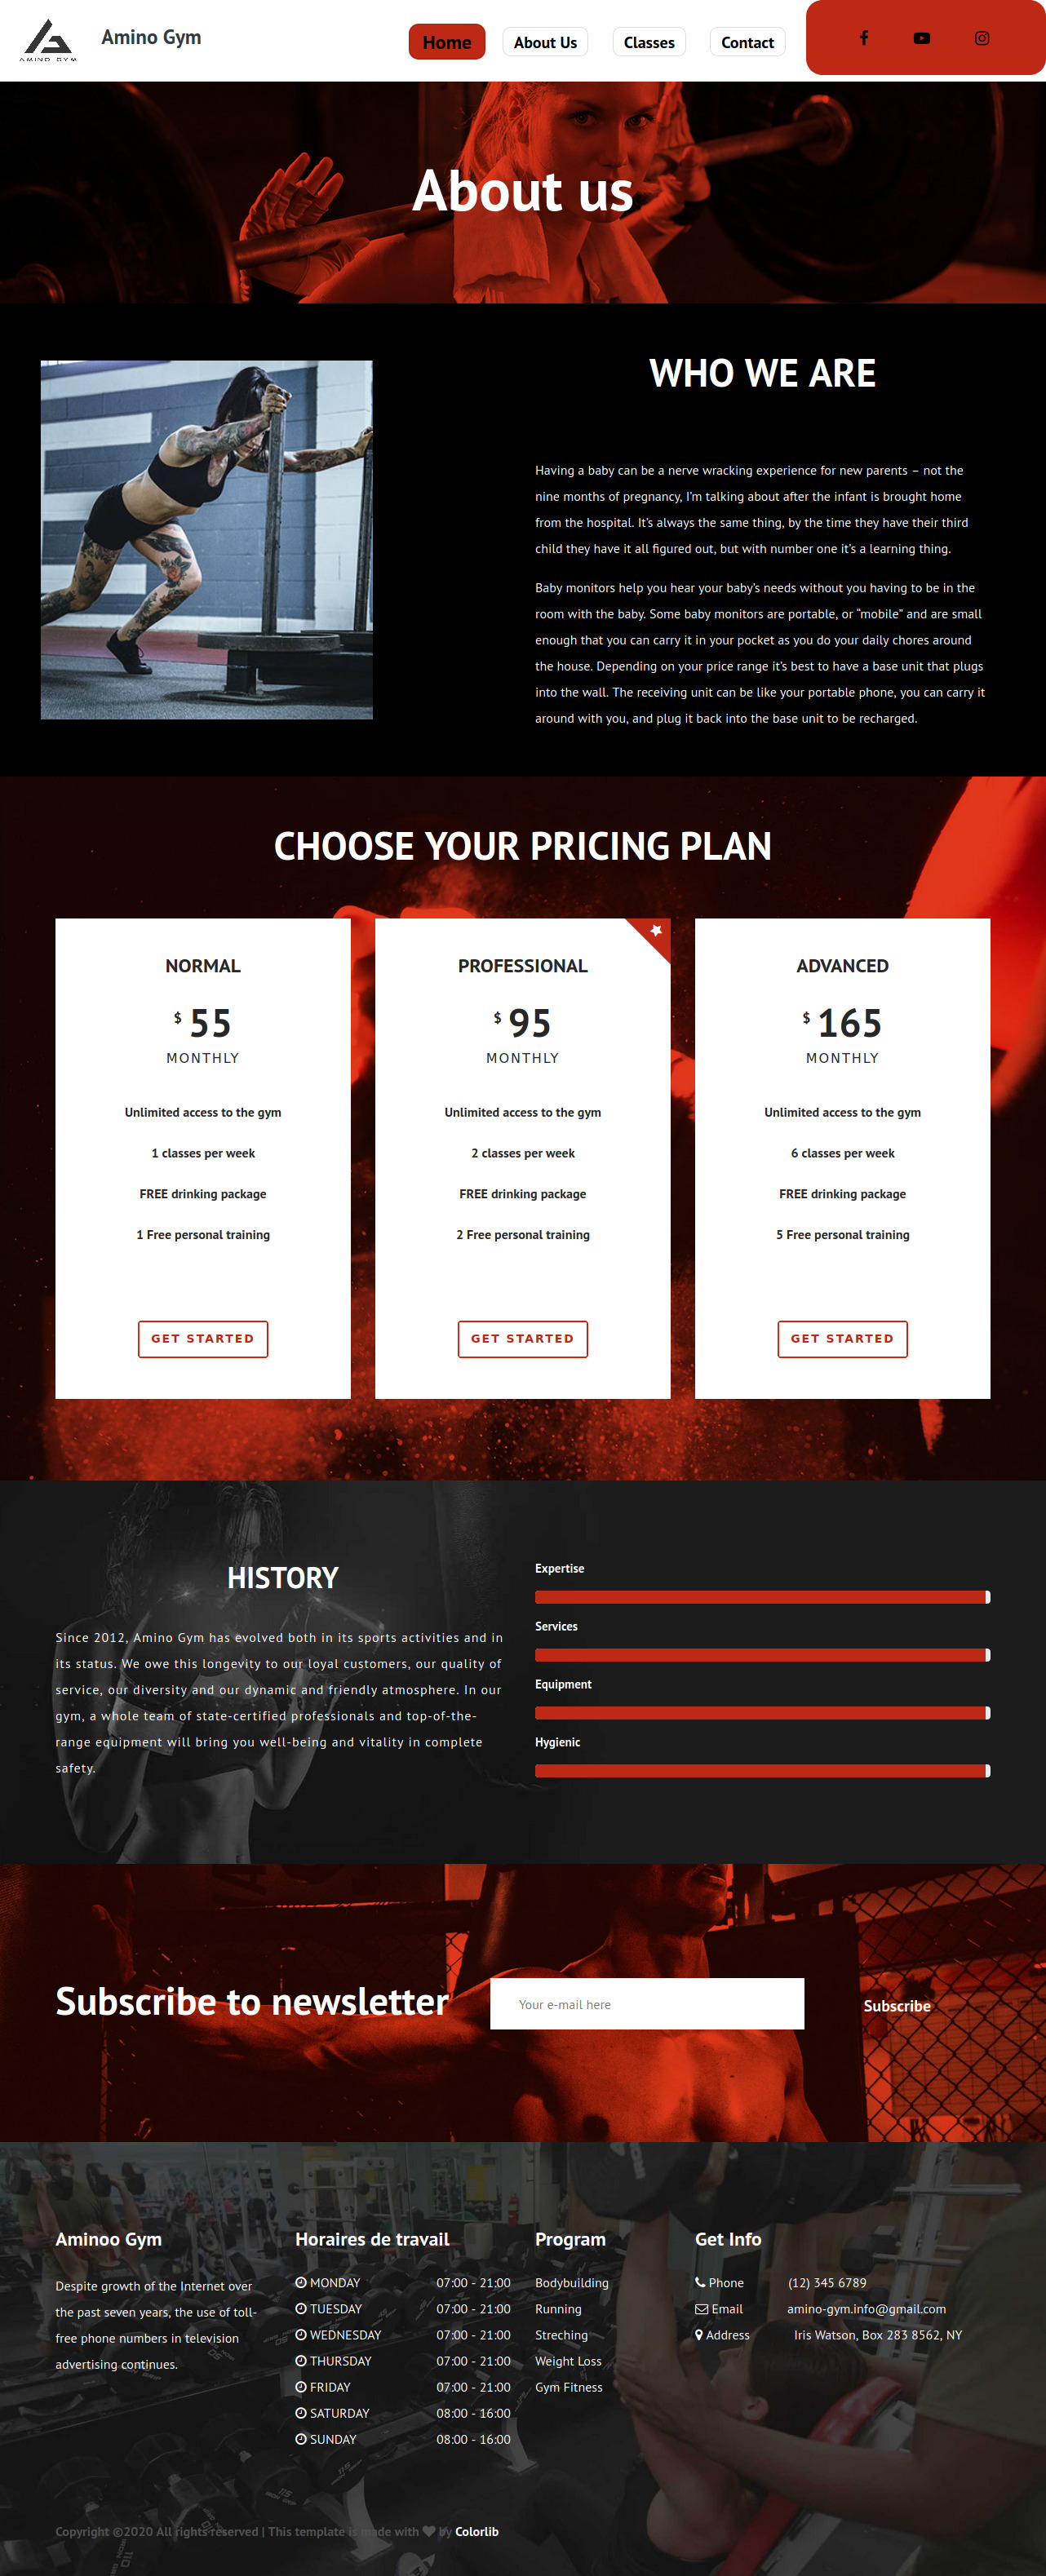 AMINO GYM
Amino Gym
Home
About Us
Classes
Contact
About us
WHO WE ARE
Having a baby can be a nerve wracking experience for new parents – not the
nine months of pregnancy, I'm talking about after the infant is brought home
from the hospital. It's always the same thing, by the time they have their third
child they have it all figured out, but with number one it's a learning thing.
Baby monitors help you hear your baby's needs without you having to be in the
room with the baby. Some baby monitors are portable, or “mobile” and are small
enough that you can carry it in your pocket as you do your daily chores around
the house. Depending on your price range it's best to have a base unit that plugs
into the wall. The receiving unit can be like your portable phone, you can carry it
around with you, and plug it back into the base unit to be recharged.
CHOOSE YOUR PRICING PLAN
NORMAL
$ 55
MONTHLY
Unlimited access to the gym
1 classes per week
FREE drinking package
1 Free personal training
GET STARTED
PROFESSIONAL
$ 95
MONTHLY
Unlimited access to the gym
2 classes per week
FREE drinking package
2 Free personal training
GET STARTED
ADVANCED
$ 165
MONTHLY
Unlimited access to the gym
6 classes per week
FREE drinking package
5 Free personal training
GET STARTED
HISTORY
Since 2012, Amino Gym has evolved both in its sports activities and in
its status. We owe this longevity to our loyal customers, our quality of
service, our diversity and our dynamic and friendly atmosphere. In our
gym, a whole team of state-certified professionals and top-of-the-
range equipment will bring you well-being and vitality in complete
safety.
Expertise
Services
Equipment
Hygienic
Subscribe to newsletter
Your e-mail here
Subscribe
Aminoo Gym
Despite growth of the Internet over
the past seven years, the use of toll-
free phone numbers in television
advertising continues.
Horaires de travail
MONDAY 07:00 - 21:00
TUESDAY 07:00 - 21:00
WEDNESDAY 07:00 - 21:00
THURSDAY 07:00 - 21:00
FRIDAY 07:00 - 21:00
SATURDAY 08:00 - 16:00
SUNDAY 08:00 - 16:00
Program
Bodybuilding
Running
Streching
Weight Loss
Gym Fitness
Get Info
Phone (12) 345 6789
Email amino-gym.info@gmail.com
Address Iris Watson, Box 283 8562, NY
Copyright ©2020 All rights reserved | This template is made with by Colorlib